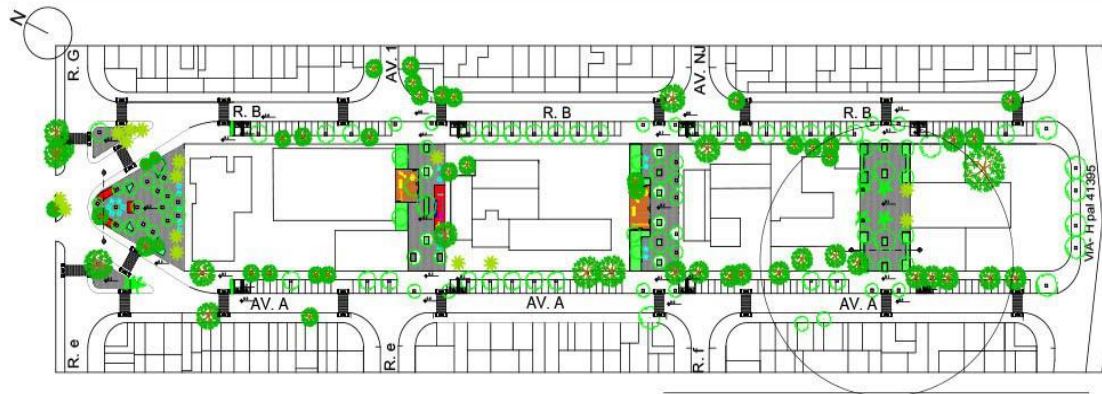 N
R. G
AV. 1
AV. NJ
R. B
R. B
R. B
VIA- H pal 41395
AV. A
AV. A
AV. A
R. e
R. e
R. f